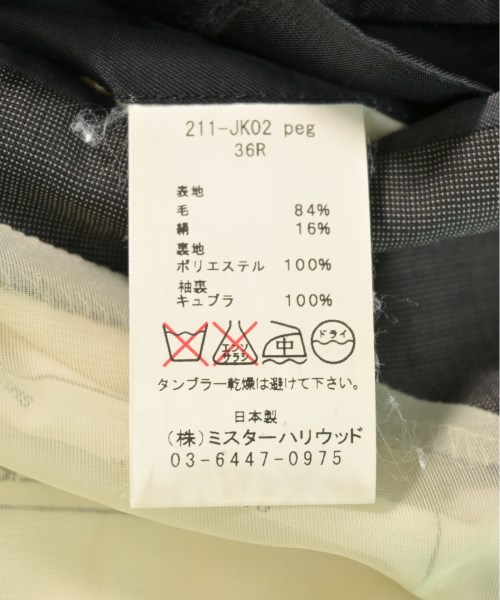 211-JK02 peg
36R
表地
毛 84%
絹 16%
裏地
ポリエステル 100%
袖裏
キュプラ 100%
エンソ
サラシ
中
ドライ
タンブラー乾燥は避けて下さい。
日本製
(株)ミスターハリウッド
03-6447-0975